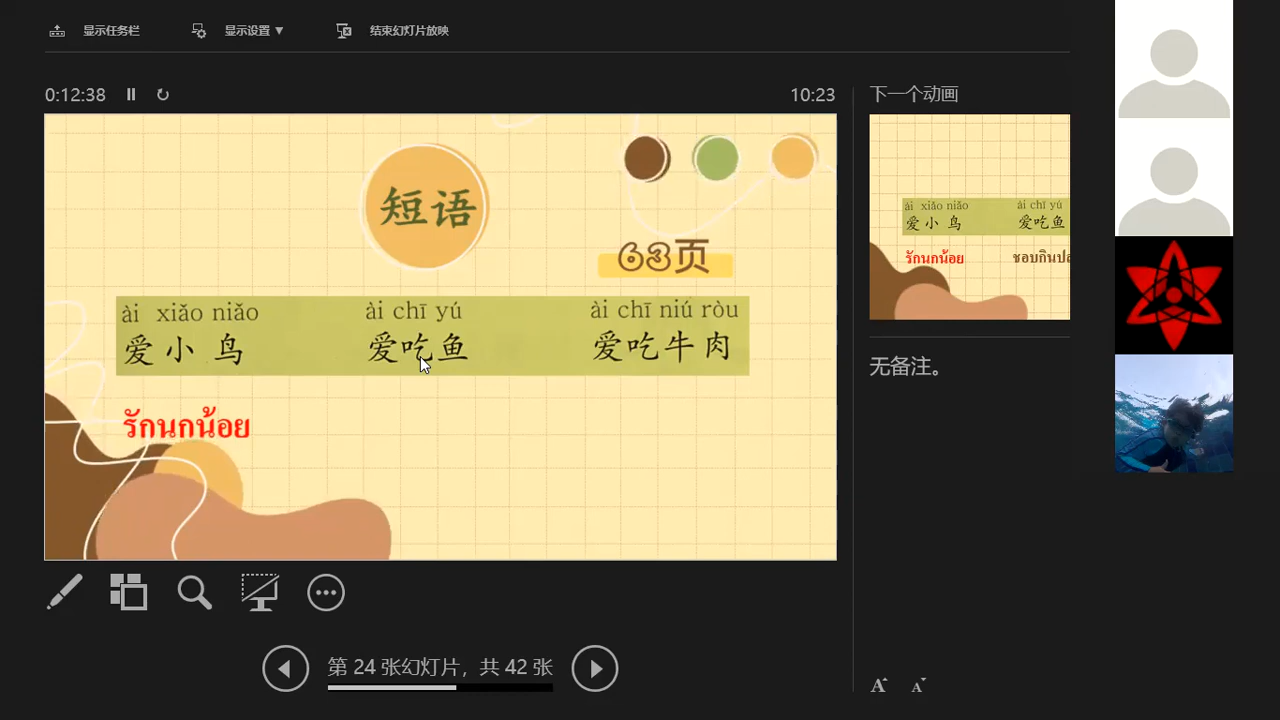 显示任务栏 显示设置 ▼ 结束幻灯片放映
0:12:38 10:23
下一个动画
短语
63页
ài xiǎo niǎo ài chī yú ài chī niú ròu
爱 小 鸟 爱吃鱼 爱吃牛肉
รักนกน้อย
ài xiǎo niǎo ài chī yú
爱 小 鸟 爱吃鱼
รักนกน้อย ชอบกินปล
无备注。
第 24 张幻灯片，共 42 张
A A